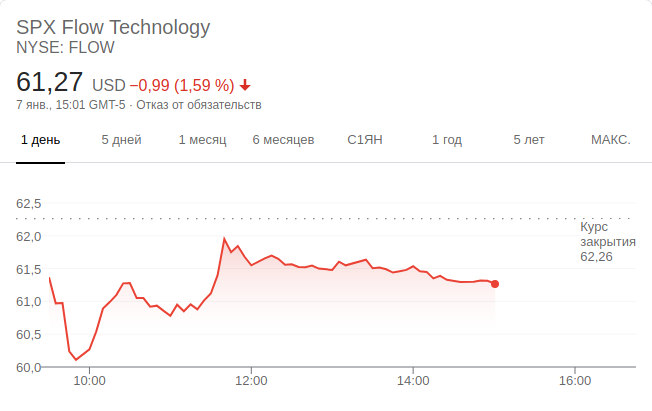 SPX Flow Technology
NYSE: FLOW
61,27 USD −0,99 (1,59 %)
7 янв., 15:01 GMT-5 · Отказ от обязательств
1 день 5 дней 1 месяц 6 месяцев С1ЯН 1 год 5 лет МАКС.
62,5
62,0
61,5
61,0
60,5
60,0
Курс
закрытия
62,26
10:00 12:00 14:00 16:00